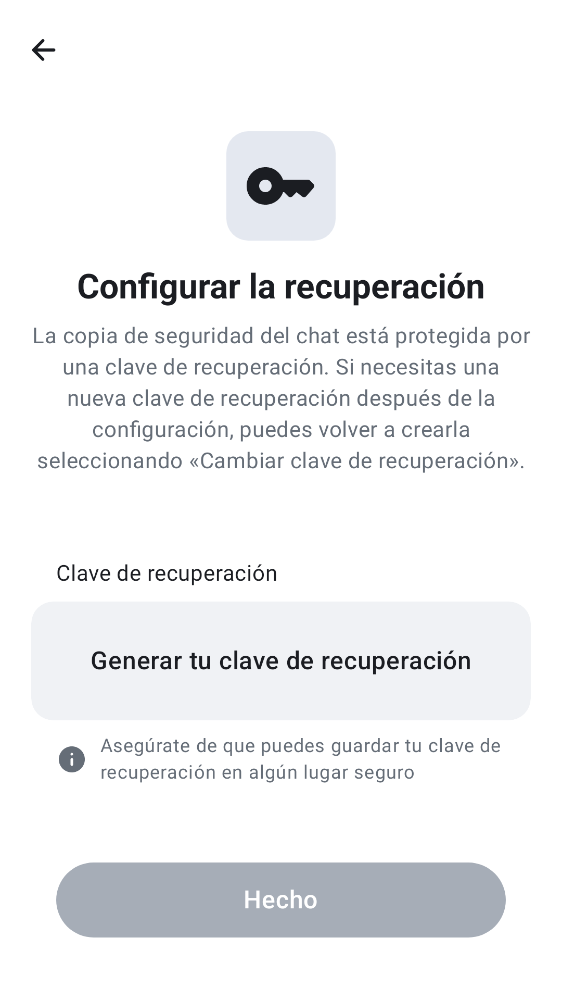 Configurar la recuperación
La copia de seguridad del chat está protegida por
una clave de recuperación. Si necesitas una
nueva clave de recuperación después de la
configuración, puedes volver a crearla
seleccionando «Cambiar clave de recuperación».
Clave de recuperación
Generar tu clave de recuperación
Asegúrate de que puedes guardar tu clave de
recuperación en algún lugar seguro
Hecho